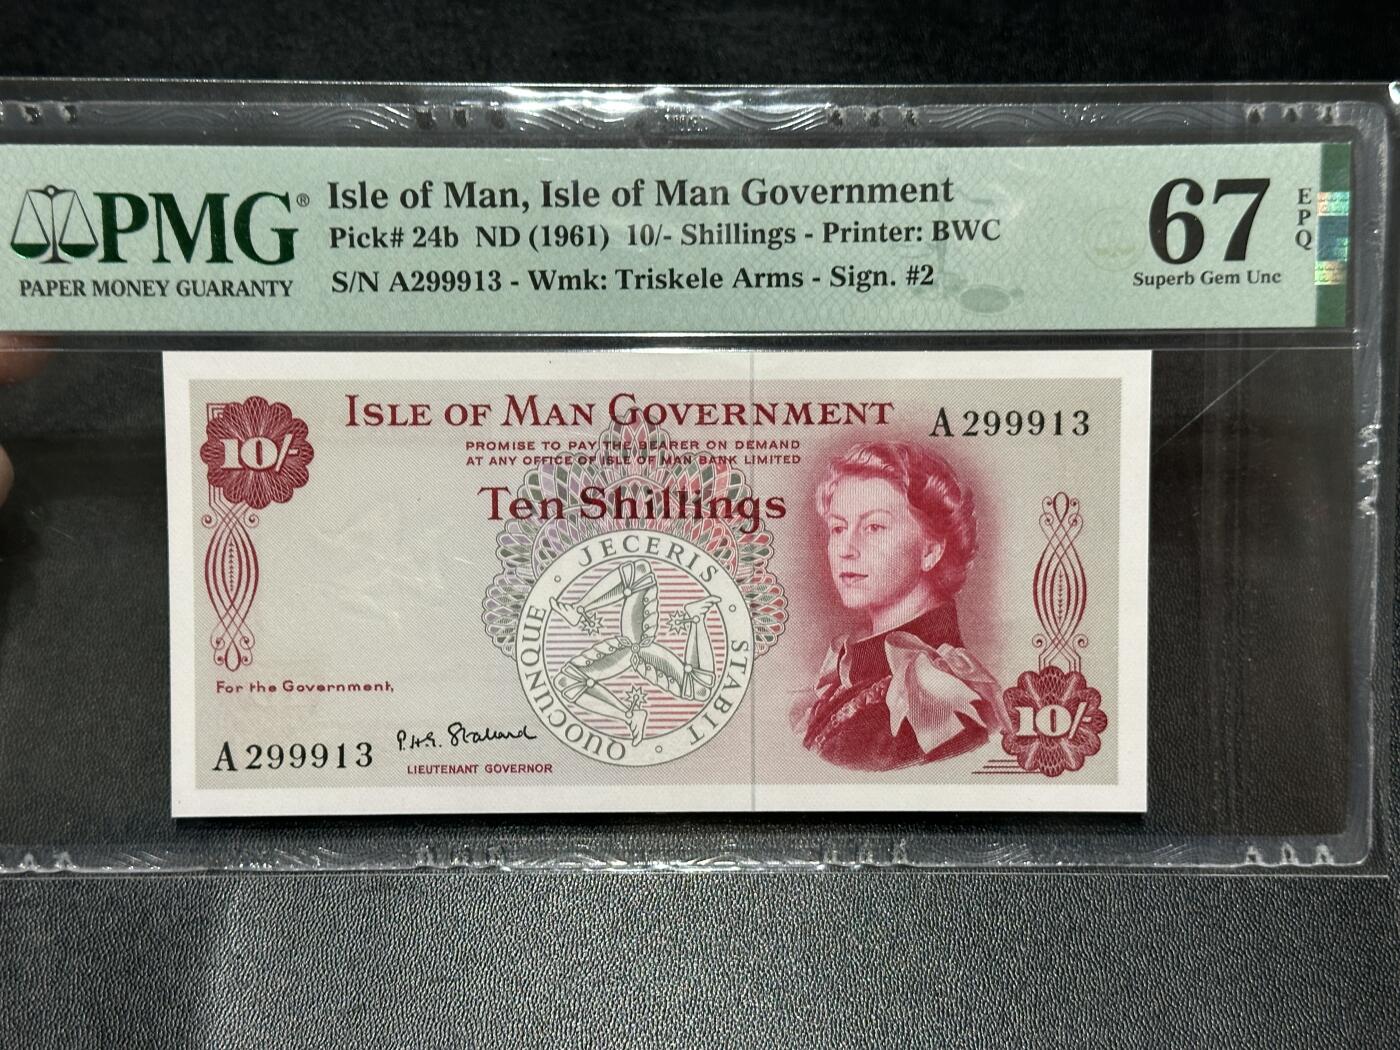 PMG®
PAPER MONEY GUARANTY
Isle of Man, Isle of Man Government
Pick# 24b ND (1961) 10/- Shillings - Printer: BWC
S/N A299913 - Wmk: Triskele Arms - Sign. #2
67
EPQ
Superb Gem Unc
ISLE OF MAN GOVERNMENT
A 299913
10/-
PROMISE TO PAY THE BEARER ON DEMAND
AT ANY OFFICE OF ISLE OF MAN BANK LIMITED
Ten Shillings
QUOCUNQUE · JECERIS · STABIT ·
For the Government,
A 299913
P.H.G. Stallard
LIEUTENANT GOVERNOR
10/-